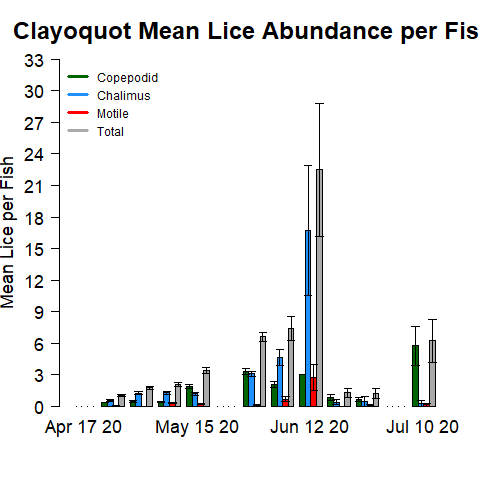 Clayoquot Mean Lice Abundance per Fis
Mean Lice per Fish
33
30
27
24
21
18
15
12
9
6
3
0
Copepodid
Chalimus
Motile
Total
Apr 17 20
May 15 20
Jun 12 20
Jul 10 20